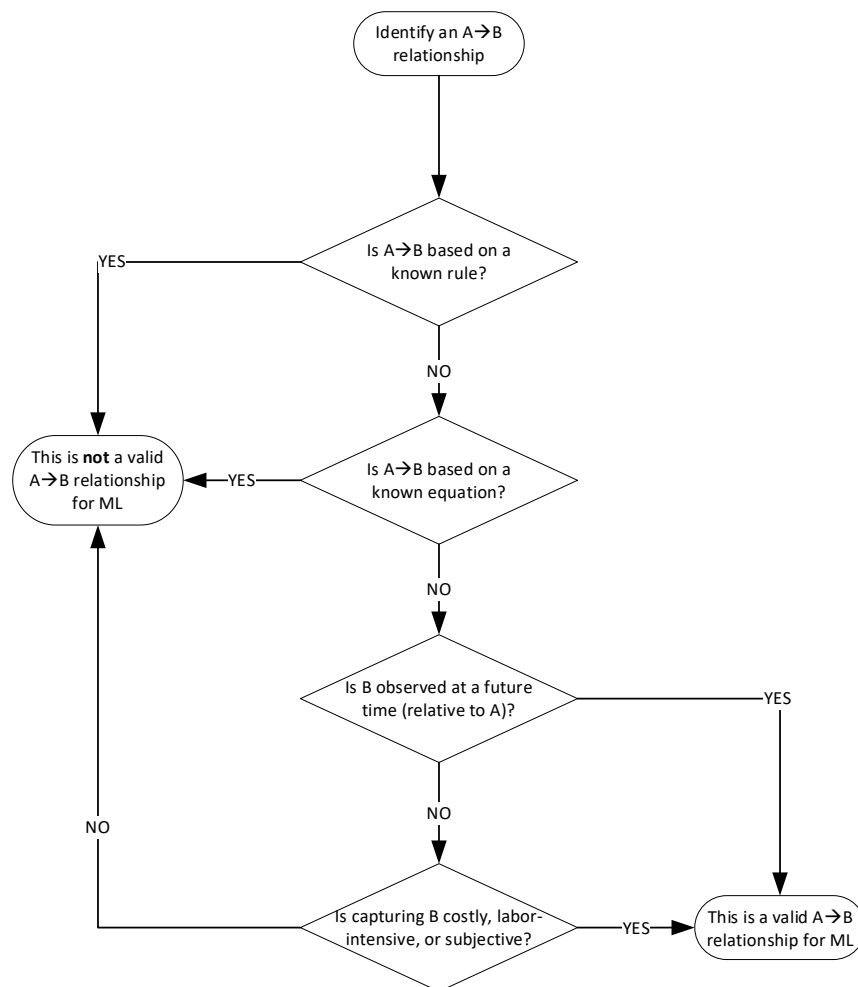 Identify an A→B
relationship
Is A→B based on a
known rule?
YES
NO
This is not a valid
A→B relationship
for ML
YES
Is A→B based on a
known equation?
NO
Is B observed at a future
time (relative to A)?
YES
NO
NO
Is capturing B costly, labor-
intensive, or subjective?
YES
This is a valid A→B
relationship for ML